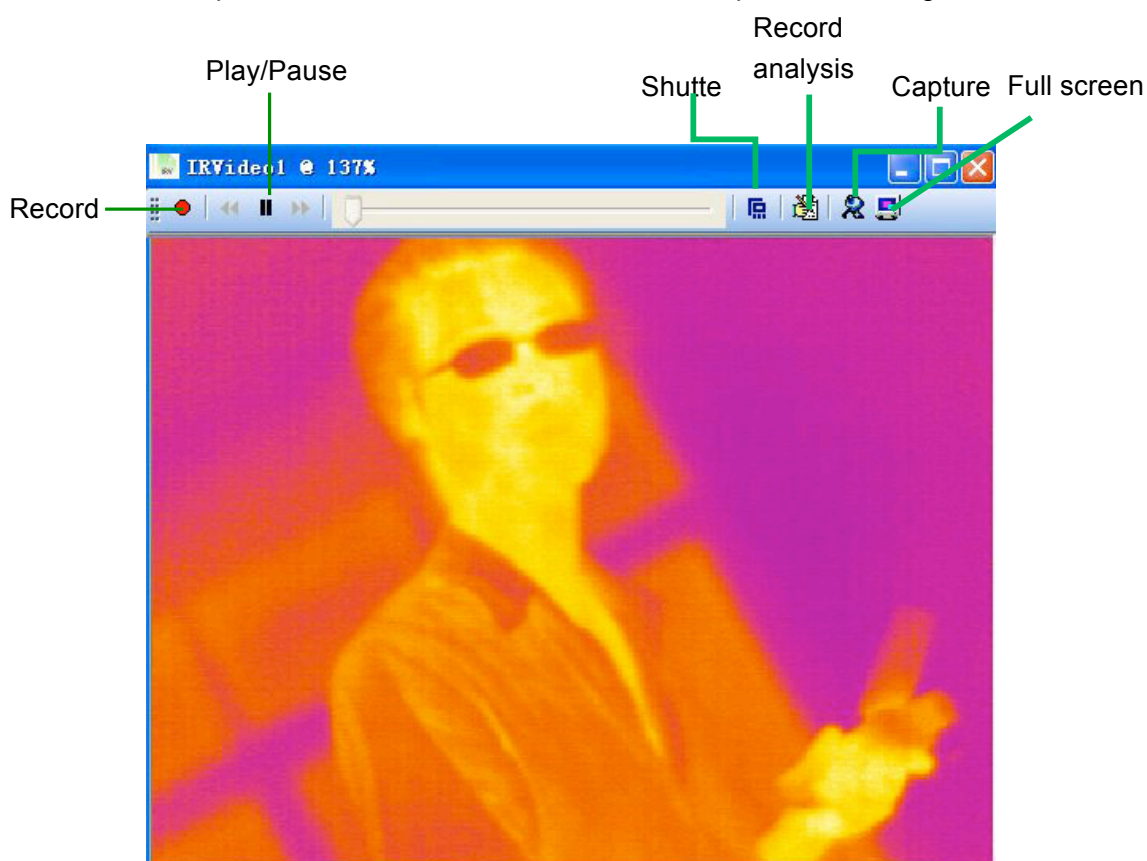 Record
analysis
Play/Pause
Shutte
Capture
Full screen
IRVideo1 @ 137%
Record